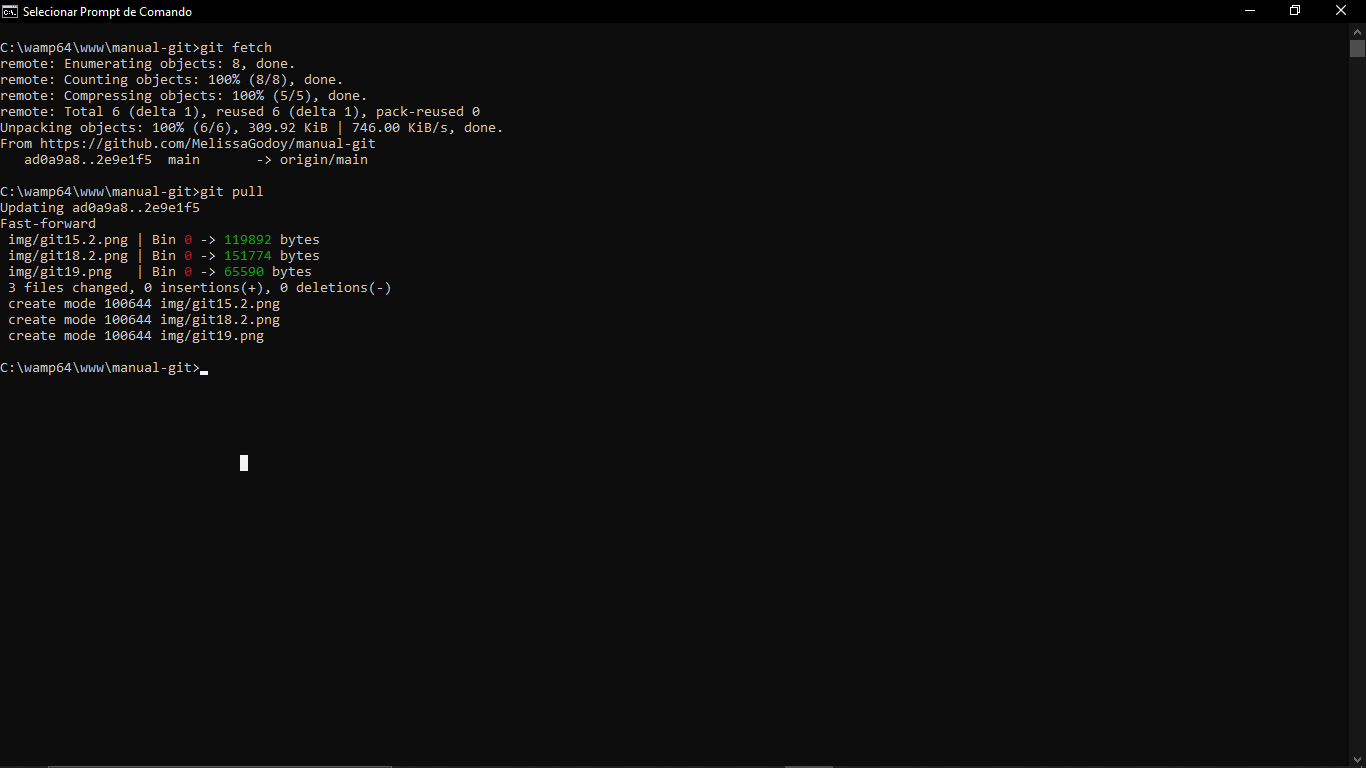 Selecionar Prompt de Comando
C:\wamp64\www\manual-git>git fetch
remote: Enumerating objects: 8, done.
remote: Counting objects: 100% (8/8), done.
remote: Compressing objects: 100% (5/5), done.
remote: Total 6 (delta 1), reused 6 (delta 1), pack-reused 0
Unpacking objects: 100% (6/6), 309.92 KiB | 746.00 KiB/s, done.
From https://github.com/MelissaGodoy/manual-git
   ad0a9a8..2e9e1f5  main       -> origin/main
C:\wamp64\www\manual-git>git pull
Updating ad0a9a8..2e9e1f5
Fast-forward
 img/git15.2.png | Bin 0 -> 119892 bytes
 img/git18.2.png | Bin 0 -> 151774 bytes
 img/git19.png   | Bin 0 -> 65590 bytes
 3 files changed, 0 insertions(+), 0 deletions(-)
 create mode 100644 img/git15.2.png
 create mode 100644 img/git18.2.png
 create mode 100644 img/git19.png
C:\wamp64\www\manual-git>